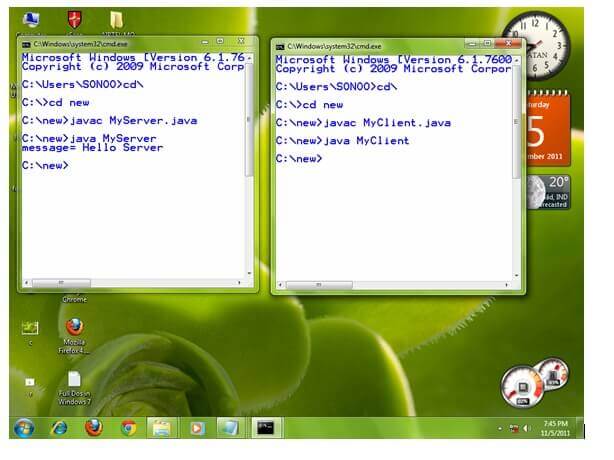 C:\Windows\system32\cmd.exe
Microsoft Windows [Version 6.1.76
Copyright (c) 2009 Microsoft Corp
C:\Users\SONOO>cd\
C:\>cd new
C:\new>javac MyServer.java
C:\new>java MyServer
message= Hello Server
C:\new>
C:\Windows\system32\cmd.exe
Microsoft Windows [Version 6.1.7600
Copyright (c) 2009 Microsoft Corpor
C:\Users\SONOO>cd\
C:\>cd new
C:\new>javac MyClient.java
C:\new>java MyClient
C:\new>
5
mber 2011
20°
IND
Chrome
c
Mozilla
Firefox 4...
Full Dos in
Windows 7
7:45 PM
11/5/2011